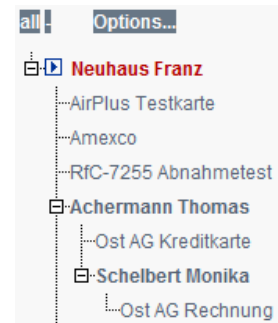 all - Options...
Neuhaus Franz
AirPlus Testkarte
Amexco
RfC-7255 Abnahmetest
Achermann Thomas
Ost AG Kreditkarte
Schelbert Monika
Ost AG Rechnung